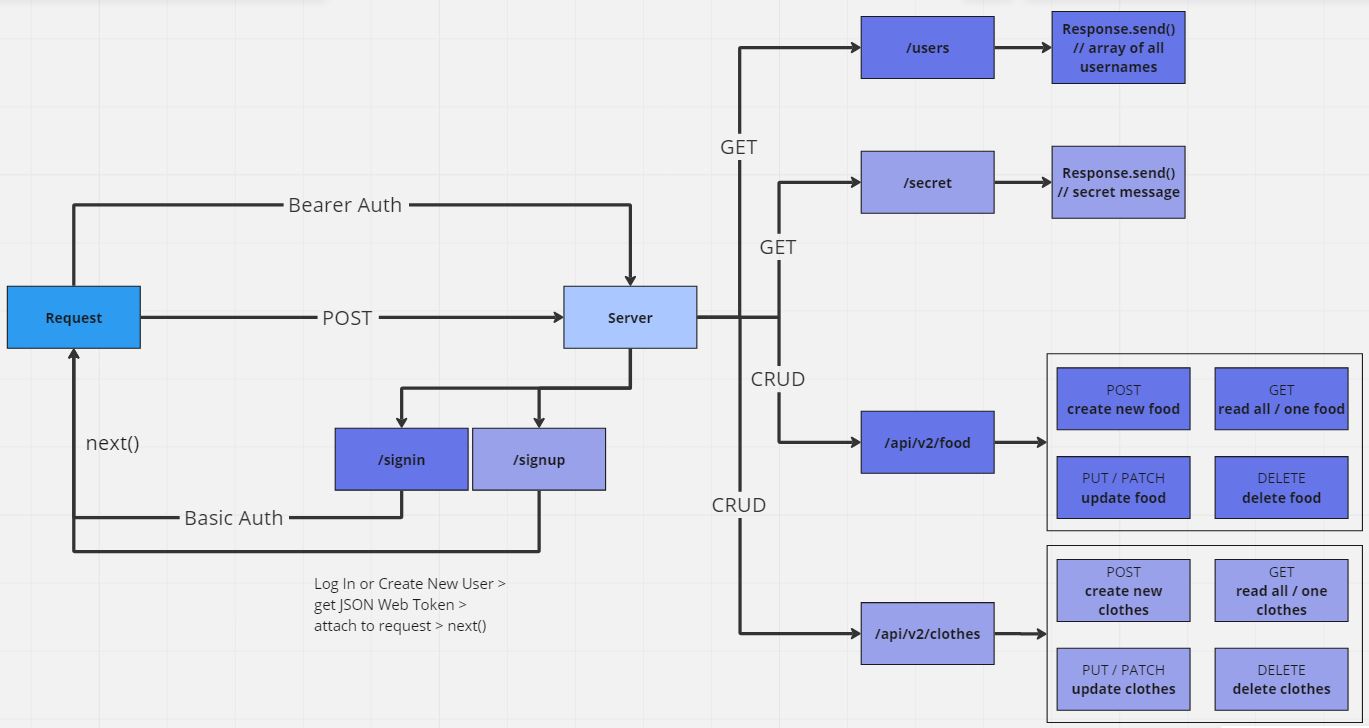 /users
Response.send()
// array of all
usernames
GET
/secret
Response.send()
// secret message
Bearer Auth
GET
Request
POST
Server
CRUD
POST
create new food
GET
read all / one food
next()
/signin
/signup
/api/v2/food
PUT / PATCH
update food
DELETE
delete food
CRUD
Basic Auth
Log In or Create New User >
get JSON Web Token >
attach to request > next()
/api/v2/clothes
POST
create new
clothes
GET
read all / one
clothes
PUT / PATCH
update clothes
DELETE
delete clothes